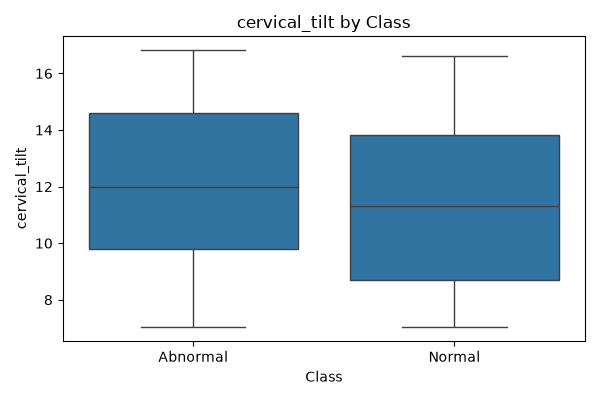 cervical_tilt by Class
cervical_tilt
16
14
12
10
8
Abnormal
Normal
Class